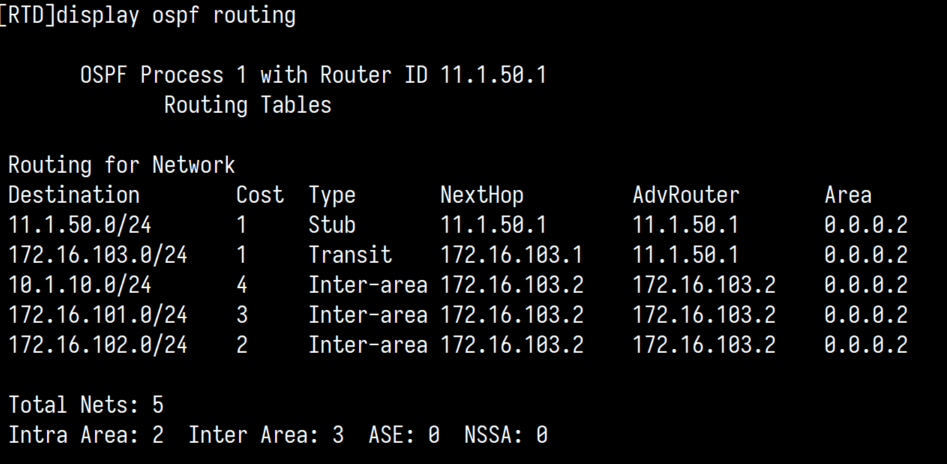 [RTD]display ospf routing
OSPF Process 1 with Router ID 11.1.50.1
Routing Tables
Routing for Network
Destination Cost Type NextHop AdvRouter Area
11.1.50.0/24 1 Stub 11.1.50.1 11.1.50.1 0.0.0.2
172.16.103.0/24 1 Transit 172.16.103.1 11.1.50.1 0.0.0.2
10.1.10.0/24 4 Inter-area 172.16.103.2 172.16.103.2 0.0.0.2
172.16.101.0/24 3 Inter-area 172.16.103.2 172.16.103.2 0.0.0.2
172.16.102.0/24 2 Inter-area 172.16.103.2 172.16.103.2 0.0.0.2
Total Nets: 5
Intra Area: 2 Inter Area: 3 ASE: 0 NSSA: 0